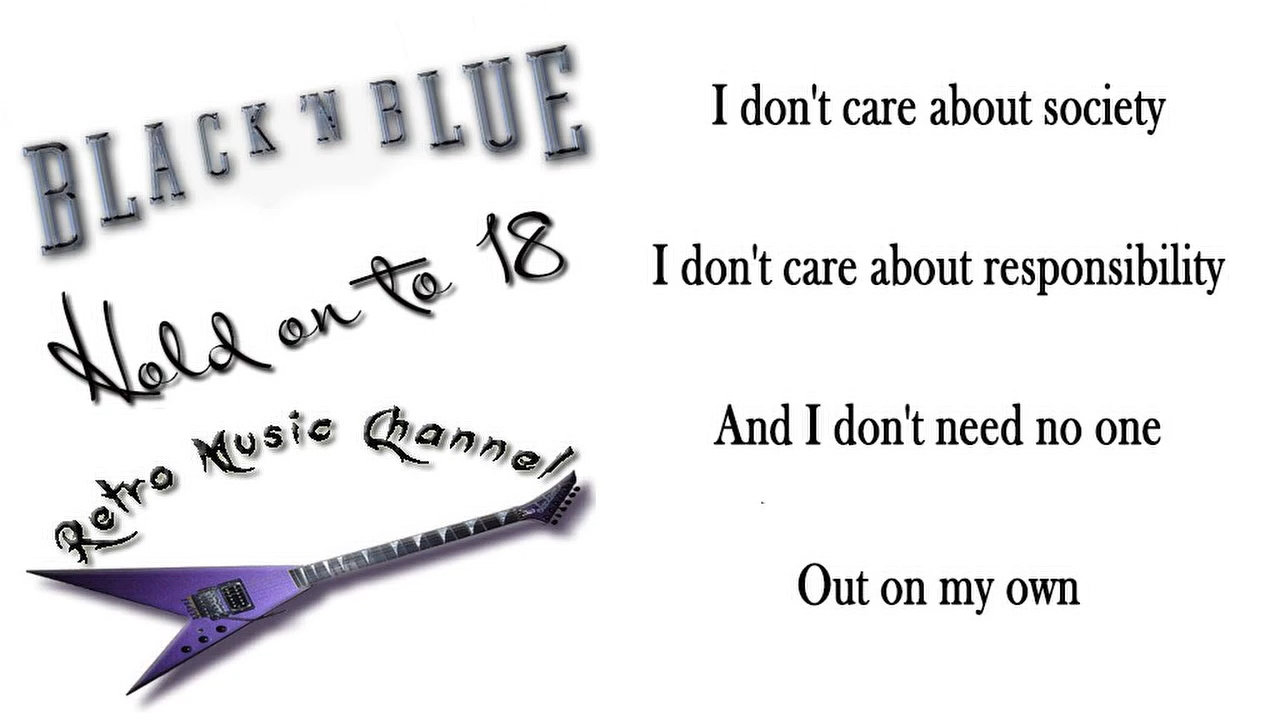 BLACK 'N BLUE
Hold on to 18
Retro Music Channel
I don't care about society
I don't care about responsibility
And I don't need no one
Out on my own